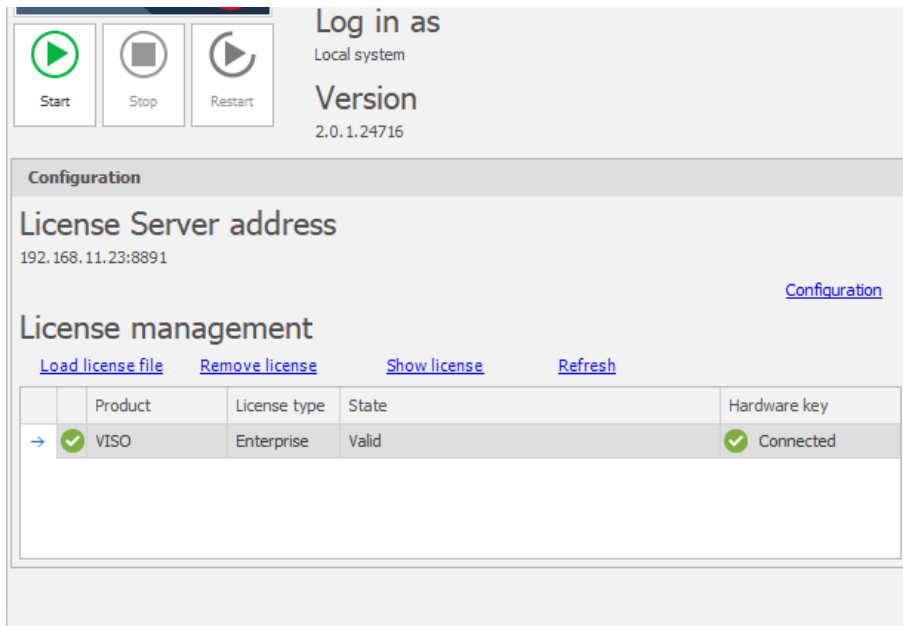 Log in as
Local system
Start Stop Restart
Version
2.0.1.24716
Configuration
License Server address
192.168.11.23:8891
Configuration
License management
Load license file Remove license Show license Refresh
Product License type State Hardware key
VISO Enterprise Valid Connected